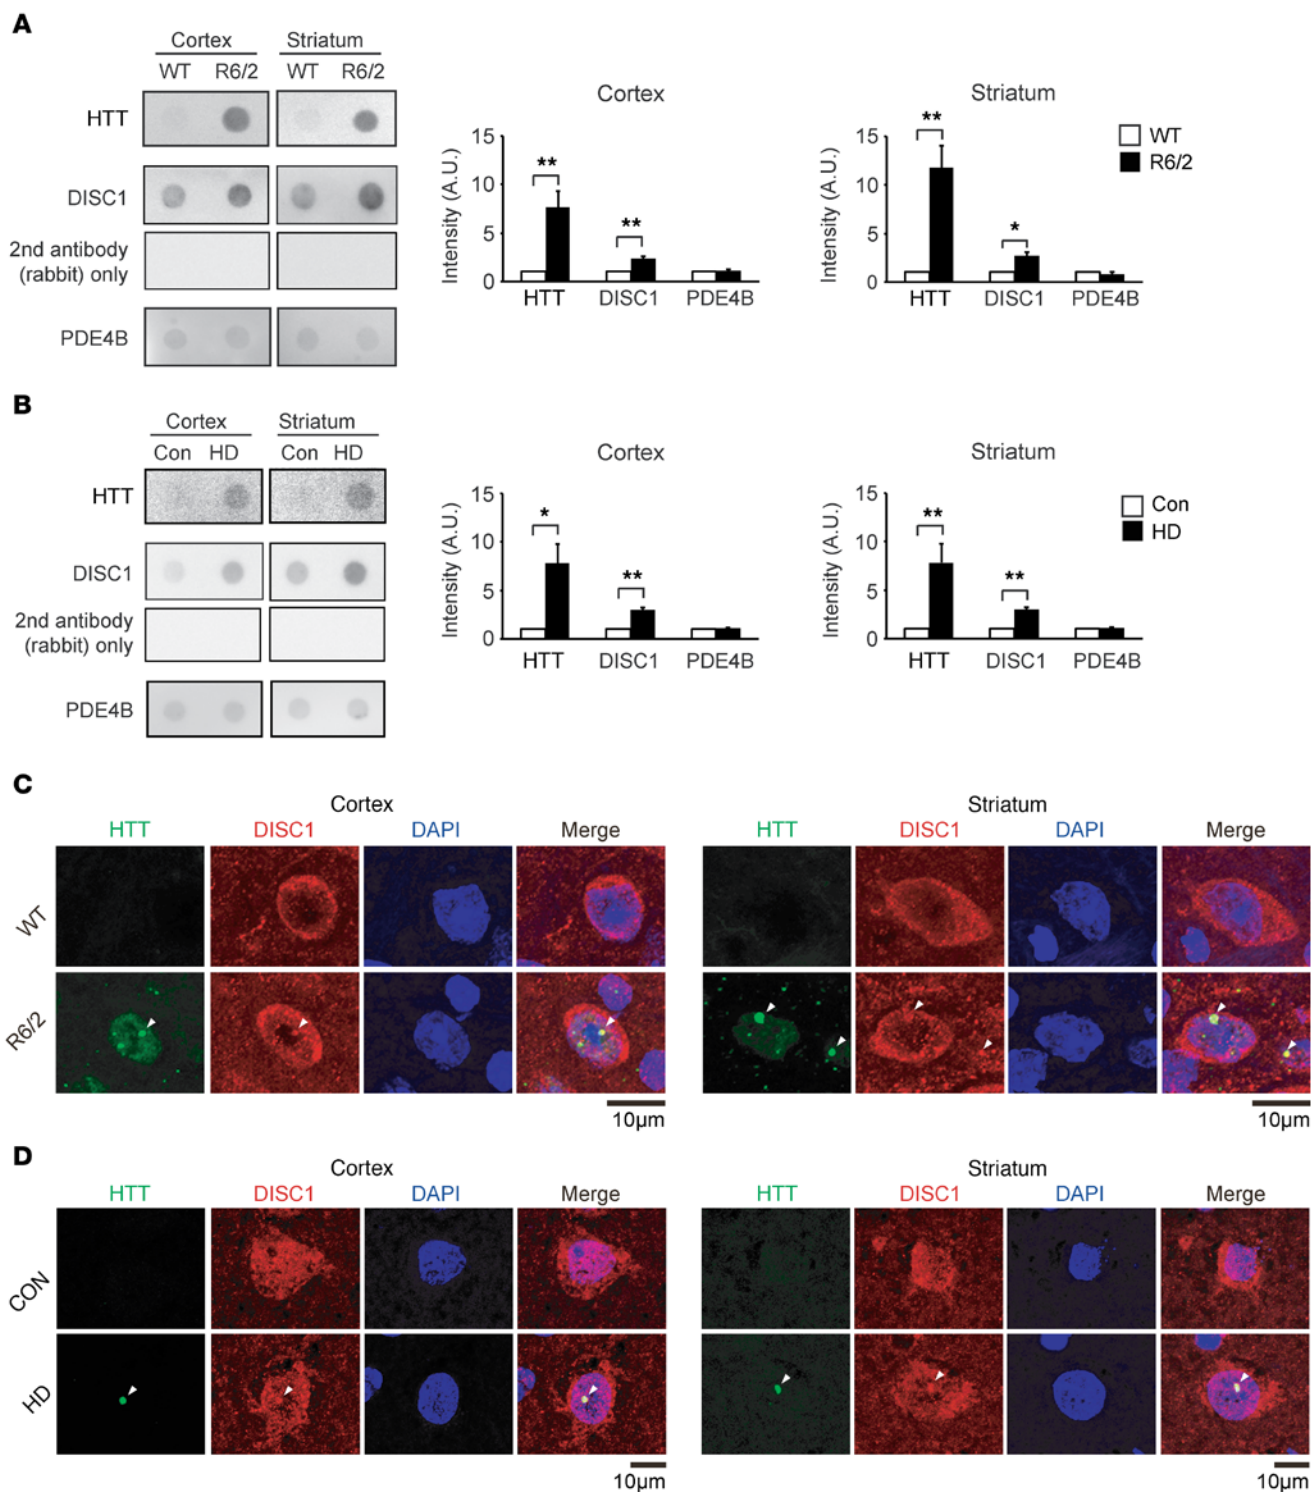 A
Cortex Striatum
WT R6/2 WT R6/2
HTT
DISC1
2nd antibody
(rabbit) only
PDE4B
Cortex
Intensity (A.U.)
15
10
5
0
**
**
HTT DISC1 PDE4B
Striatum
Intensity (A.U.)
15
10
5
0
**
*
HTT DISC1 PDE4B
WT
R6/2
B
Cortex Striatum
Con HD Con HD
HTT
DISC1
2nd antibody
(rabbit) only
PDE4B
Cortex
Intensity (A.U.)
15
10
5
0
*
**
HTT DISC1 PDE4B
Striatum
Intensity (A.U.)
15
10
5
0
**
**
HTT DISC1 PDE4B
Con
HD
C
Cortex Striatum
HTT DISC1 DAPI Merge HTT DISC1 DAPI Merge
WT
R6/2
10μm 10μm
D
Cortex Striatum
HTT DISC1 DAPI Merge HTT DISC1 DAPI Merge
CON
HD
10μm 10μm